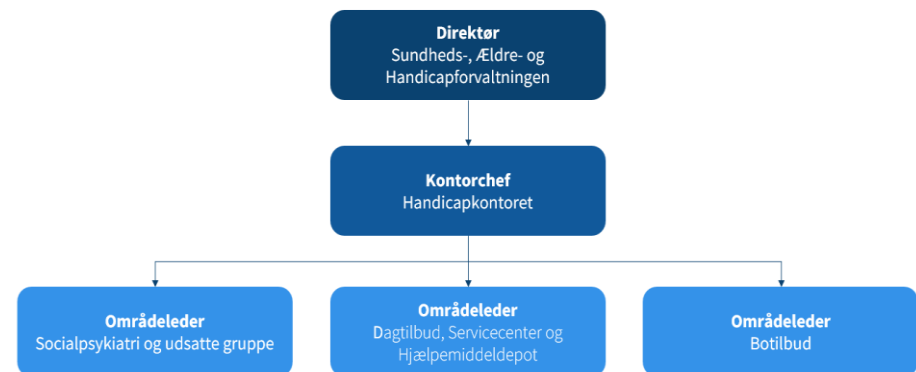 Direktør
Sundheds-, Ældre- og
Handicapforvaltningen
Kontorchef
Handicapkontoret
Områdeleder
Socialpsykiatri og udsatte gruppe
Områdeleder
Dagtilbud, Servicecenter og
Hjælpemiddeldepot
Områdeleder
Botilbud